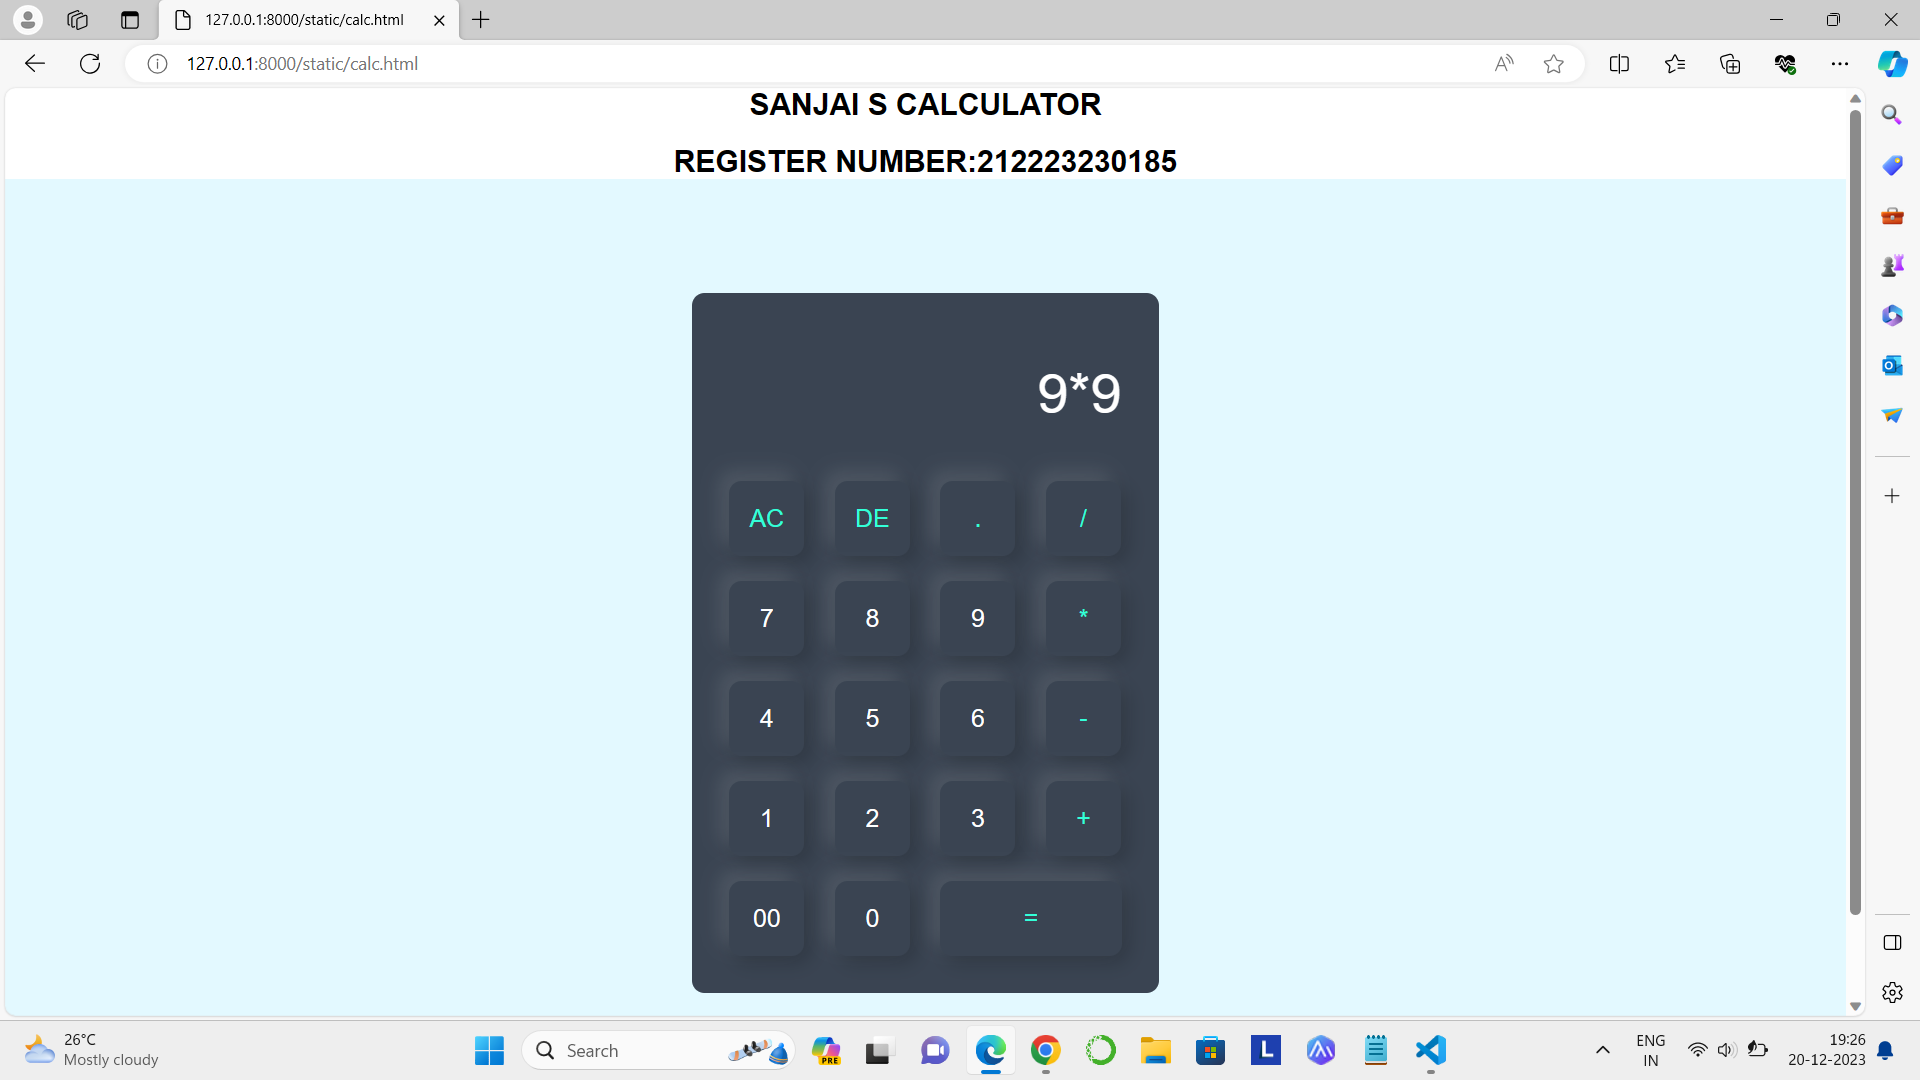 127.0.0.1:8000/static/calc.html
127.0.0.1:8000/static/calc.html
SANJAI S CALCULATOR
REGISTER NUMBER:212223230185
9*9
AC DE . /
7 8 9 *
4 5 6 -
1 2 3 +
00 0 =
26°C
Mostly cloudy
Search
PRE
L
ENG
IN
19:26
20-12-2023